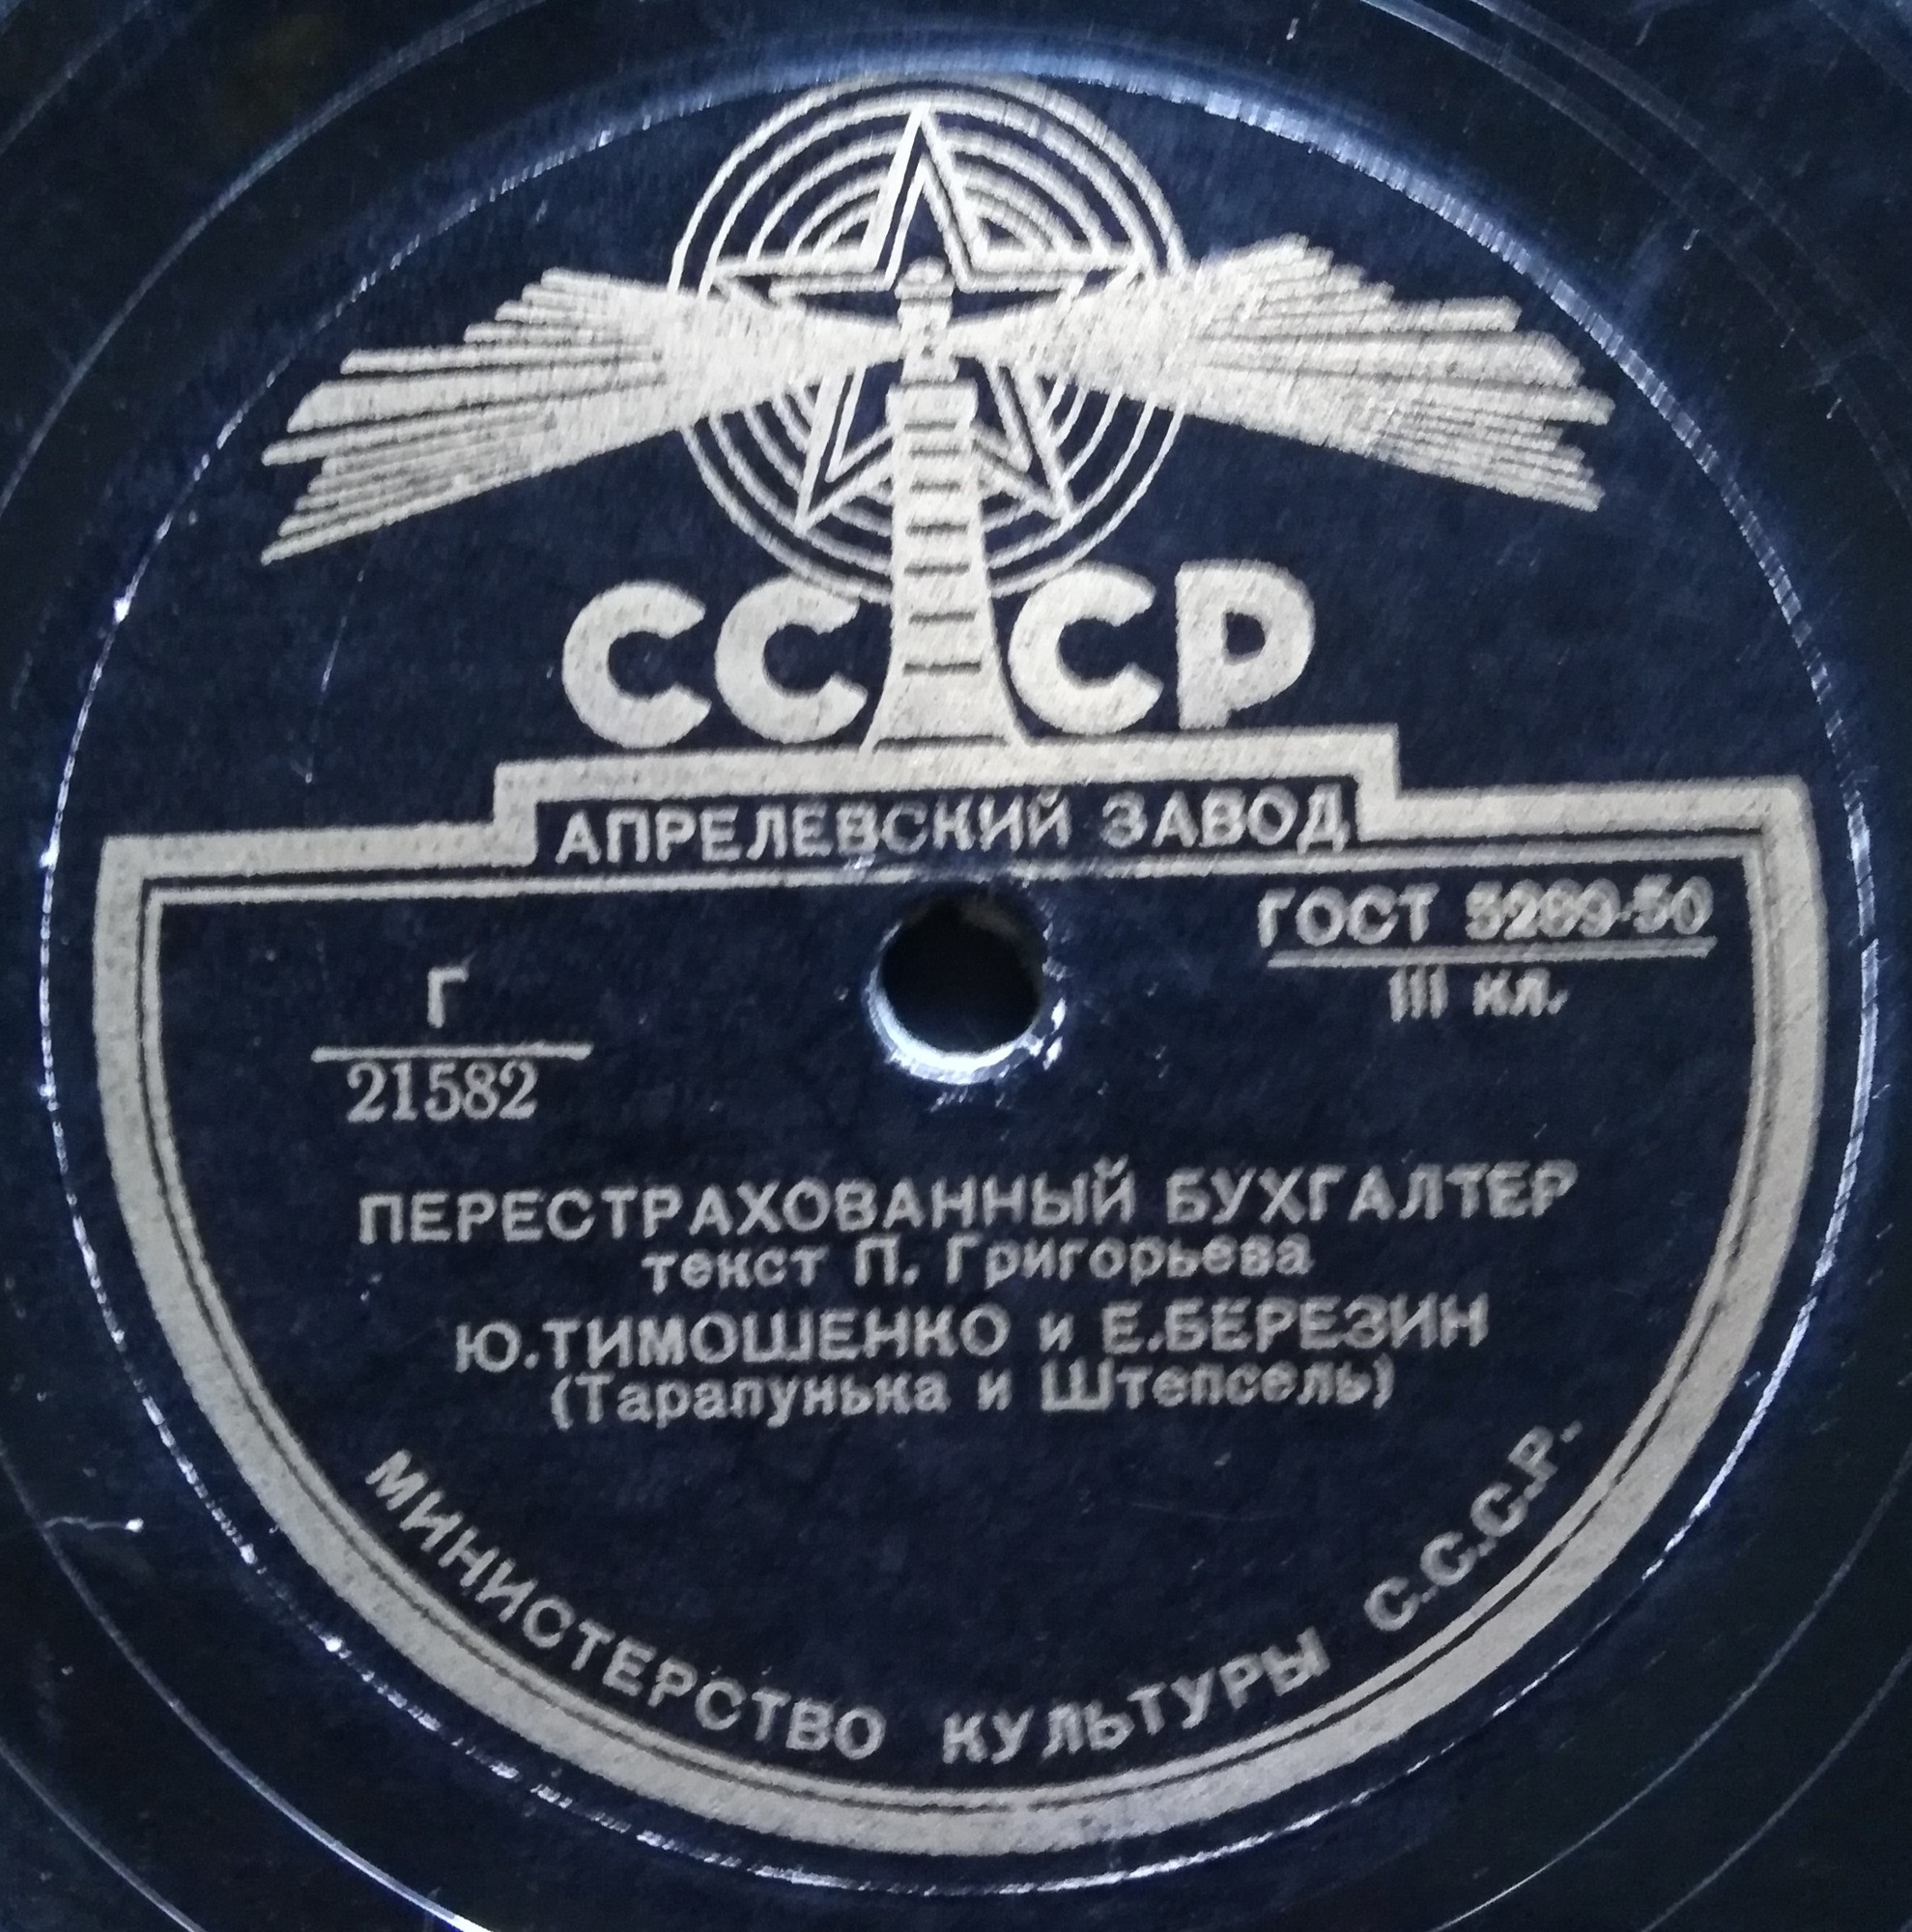 СССР
АПРЕЛЕВСКИЙ ЗАВОД
ГОСТ 5289-50
III кл.
Г
21582
ПЕРЕСТРАХОВАННЫЙ БУХГАЛТЕР
текст П. Григорьева
Ю.ТИМОШЕНКО и Е.БЕРЕЗИН
(Тарапунька и Штепсель)
МИНИСТЕРСТВО КУЛЬТУРЫ С.С.С.Р.